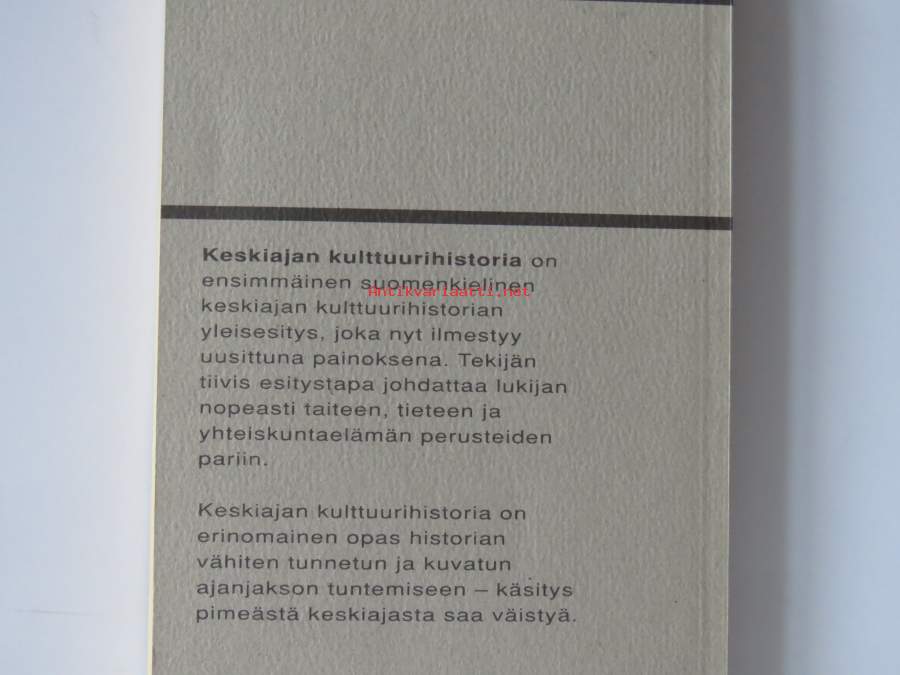 Keskiajan kulttuurihistoria on
ensimmäinen suomenkielinen
Antikvariaatti.net
keskiajan kulttuurihistorian
yleisesitys, joka nyt ilmestyy
uusittuna painoksena. Tekijän
tiivis esitystapa johdattaa lukijan
nopeasti taiteen, tieteen ja
yhteiskuntaelämän perusteiden
pariin.
Keskiajan kulttuurihistoria on
erinomainen opas historian
vähiten tunnetun ja kuvatun
ajanjakson tuntemiseen – käsitys
pimeästä keskiajasta saa väistyä.